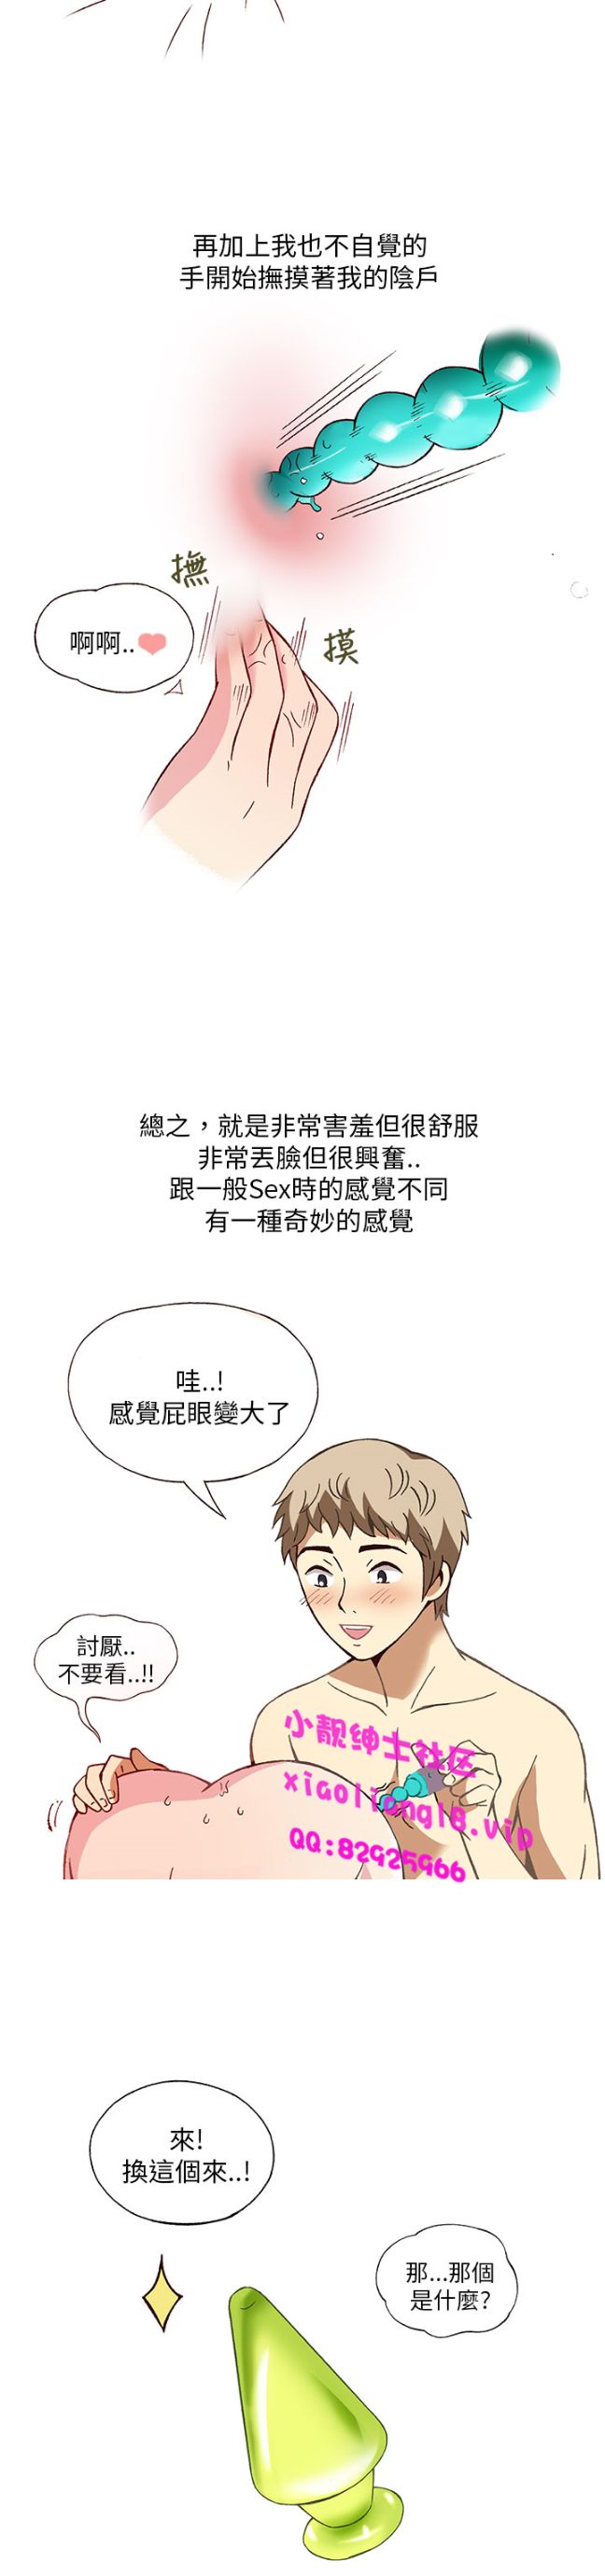 再加上我也不自覺的
手開始撫摸著我的陰戶
撫
啊啊..
摸
總之，就是非常害羞但很舒服
非常丟臉但很興奮..
跟一般Sex時的感覺不同
有一種奇妙的感覺
哇..!
感覺屁眼變大了
討厭..
不要看..!!
小靓绅士社区
xiaoliang18.vip
QQ:82925966
來!
換這個來..!
那...那個
是什麼?